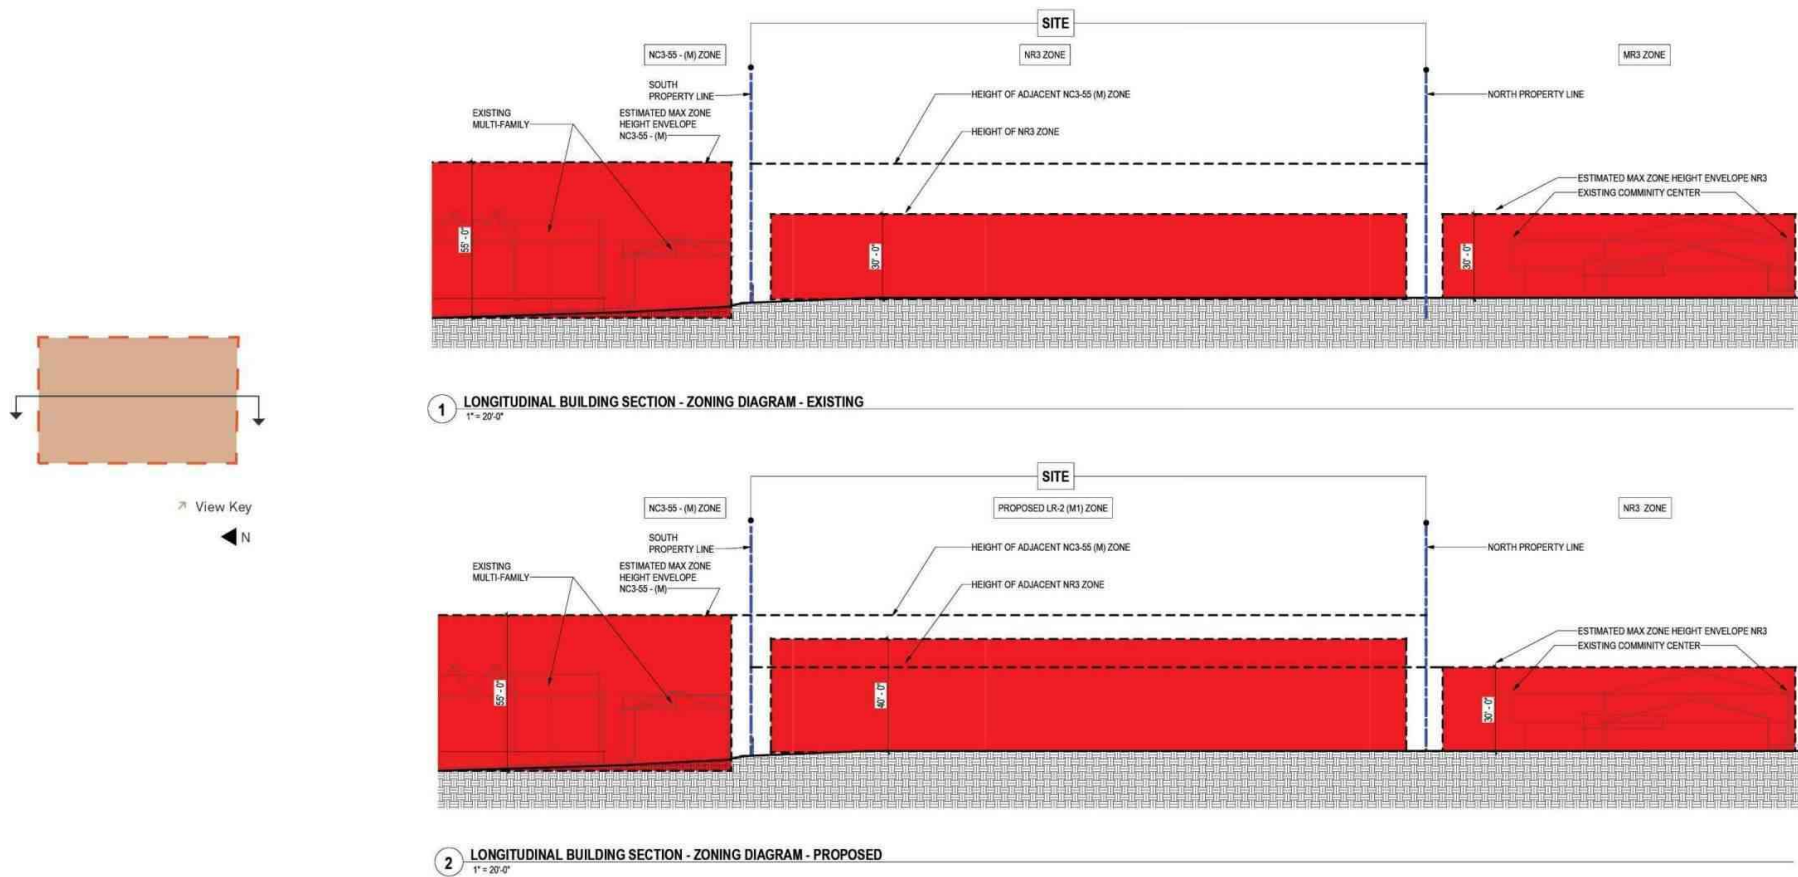 SITE
NC3-55 - (M) ZONE
NR3 ZONE
MR3 ZONE
SOUTH
PROPERTY LINE
HEIGHT OF ADJACENT NC3-55 (M) ZONE
NORTH PROPERTY LINE
EXISTING
MULTI-FAMILY
ESTIMATED MAX ZONE
HEIGHT ENVELOPE
NC3-55 - (M)
HEIGHT OF NR3 ZONE
ESTIMATED MAX ZONE HEIGHT ENVELOPE NR3
EXISTING COMMINITY CENTER
55' - 0"
30' - 0"
30' - 0"
1 LONGITUDINAL BUILDING SECTION - ZONING DIAGRAM - EXISTING
1" = 20'-0"
View Key
N
SITE
NC3-55 - (M) ZONE
PROPOSED LR-2 (M1) ZONE
NR3 ZONE
SOUTH
PROPERTY LINE
HEIGHT OF ADJACENT NC3-55 (M) ZONE
NORTH PROPERTY LINE
EXISTING
MULTI-FAMILY
ESTIMATED MAX ZONE
HEIGHT ENVELOPE
NC3-55 - (M)
HEIGHT OF ADJACENT NR3 ZONE
ESTIMATED MAX ZONE HEIGHT ENVELOPE NR3
EXISTING COMMINITY CENTER
55' - 0"
40' - 0"
30' - 0"
2 LONGITUDINAL BUILDING SECTION - ZONING DIAGRAM - PROPOSED
1" = 20'-0"